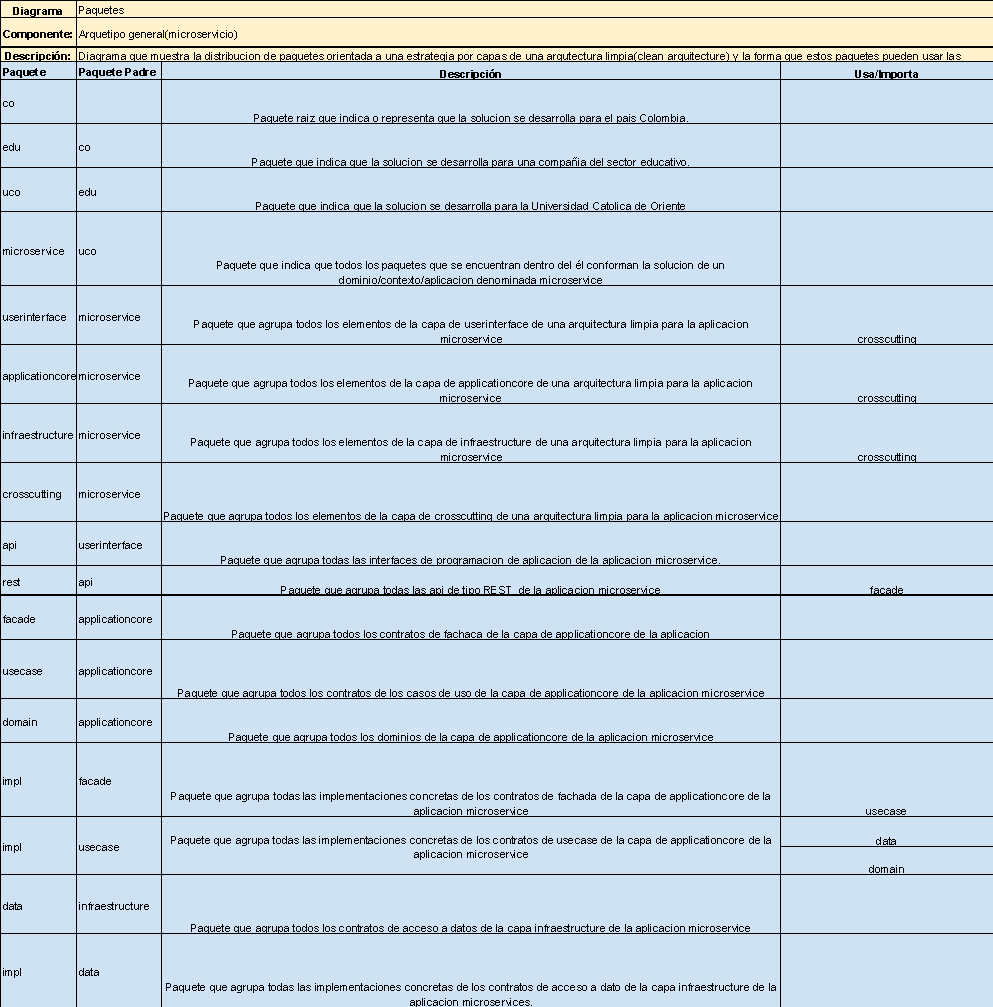 Diagrama Paquetes
Componente: Arquetipo general(microservicio)
Descripción: Diagrama que muestra la distribucion de paquetes orientada a una estrategia por capas de una arqutectura limpia(clean arquitecture) y la forma que estos paquetes pueden usar las
Paquete Paquete Padre Descripción Usa/Importa
co
Paquete raiz que indica o representa que la solucion se desarrolla para el pais Colombia.
edu co
Paquete que indica que la solucion se desarrolla para una compañia del sector educativo.
uco edu
Paquete que indica que la solucion se desarrolla para la Universidad Catolica de Oriente
microservice uco
Paquete que indica que todos los paquetes que se encuentran dentro del él conforman la solucion de un
dominio/contexto/aplicacion denominada microservice
userinterface microservice
Paquete que agrupa todos los elementos de la capa de userinterface de una arquitectura limpia para la aplicacion
microservice crosscutting
applicationcore microservice
Paquete que agrupa todos los elementos de la capa de applicationcore de una arquitectura limpia para la aplicacion
microservice crosscutting
infraestructure microservice
Paquete que agrupa todos los elementos de la capa de infraestructure de una arquitectura limpia para la aplicacion
microservice crosscutting
crosscutting microservice
Paquete que agrupa todos los elementos de la capa de crosscutting de una arquitectura limpia para la aplicacion microservice
api userinterface
Paquete que agrupa todas las interfaces de programacion de aplicacion de la aplicacion microservice.
rest api
Paquete que agrupa todas las api de tipo REST de la aplicacion microservice facade
facade applicationcore
Paquete que agrupa todos los contratos de fachaca de la capa de applicationcore de la aplicacion
usecase applicationcore
Paquete que agrupa todos los contratos de los casos de uso de la capa de applicationcore de la aplicacion microservice
domain applicationcore
Paquete que agrupa todos los dominios de la capa de applicationcore de la aplicacion microservice
impl facade
Paquete que agrupa todas las implementaciones concretas de los contratos de fachada de la capa de applicationcore de la
aplicacion microservice usecase
impl usecase
Paquete que agrupa todas las implementaciones concretas de los contratos de usecase de la capa de applicationcore de la
aplicacion microservice
data
domain
data infraestructure
Paquete que agrupa todos los contratos de acceso a datos de la capa infraestructure de la aplicacion microservice
impl data
Paquete que agrupa todas las implementaciones concretas de los contratos de acceso a dato de la capa infraestructure de la
aplicacion microservices.